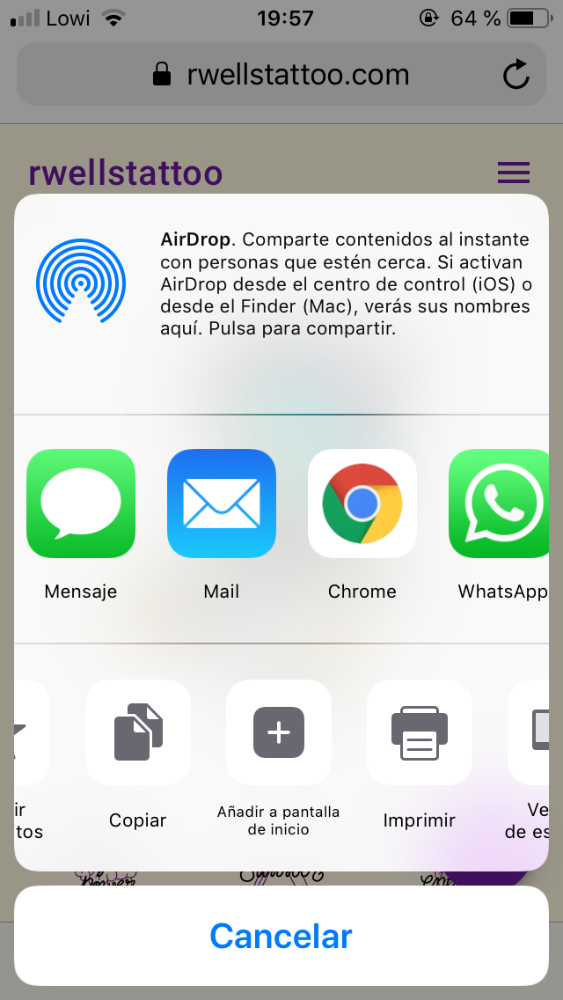 Lowi 19:57 64 %
rwellstattoo.com
rwellstattoo
AirDrop. Comparte contenidos al instante
con personas que estén cerca. Si activan
AirDrop desde el centro de control (iOS) o
desde el Finder (Mac), verás sus nombres
aquí. Pulsa para compartir.
Mensaje Mail Chrome WhatsApp
ir Copiar Añadir a pantalla Imprimir Ve
tos de inicio de es
Cancelar